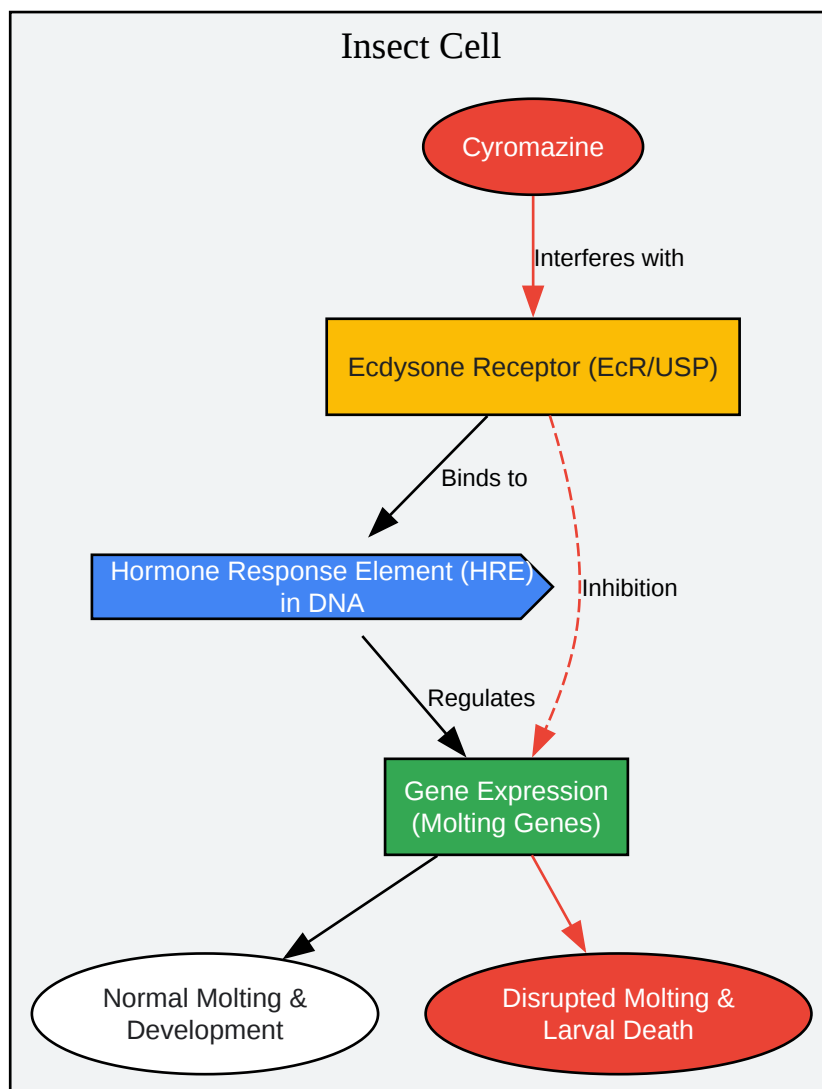 Insect Cell
Cyromazine
Interferes with
Ecdysone Receptor (EcR/USP)
Binds to
Hormone Response Element (HRE)
in DNA
Inhibition
Regulates
Gene Expression
(Molting Genes)
Normal Molting &
Development
Disrupted Molting &
Larval Death